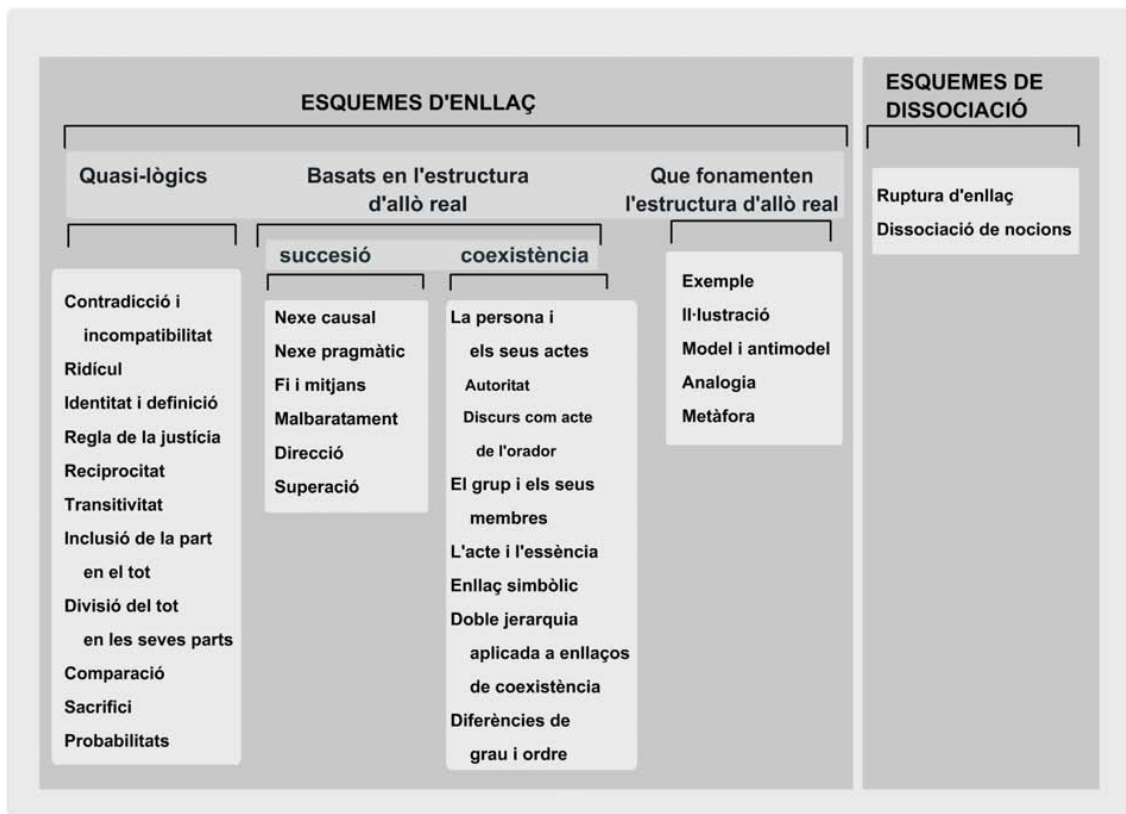 ESQUEMES D'ENLLAÇ
Quasi-lògics
Contradicció i
incompatibilitat
Ridícul
Identitat i definició
Regla de la justícia
Reciprocitat
Transitivitat
Inclusió de la part
en el tot
Divisió del tot
en les seves parts
Comparació
Sacrifici
Probabilitats
Basats en l'estructura
d'allò real
succesió
Nexe causal
Nexe pragmàtic
Fi i mitjans
Malbaratament
Direcció
Superació
coexistència
La persona i
els seus actes
Autoritat
Discurs com acte
de l'orador
El grup i els seus
membres
L'acte i l'essència
Enllaç simbòlic
Doble jerarquia
aplicada a enllaços
de coexistència
Diferències de
grau i ordre
Que fonamenten
l'estructura d'allò real
Exemple
Il·lustració
Model i antimodel
Analogia
Metàfora
ESQUEMES DE
DISSOCIACIÓ
Ruptura d'enllaç
Dissociació de nocions